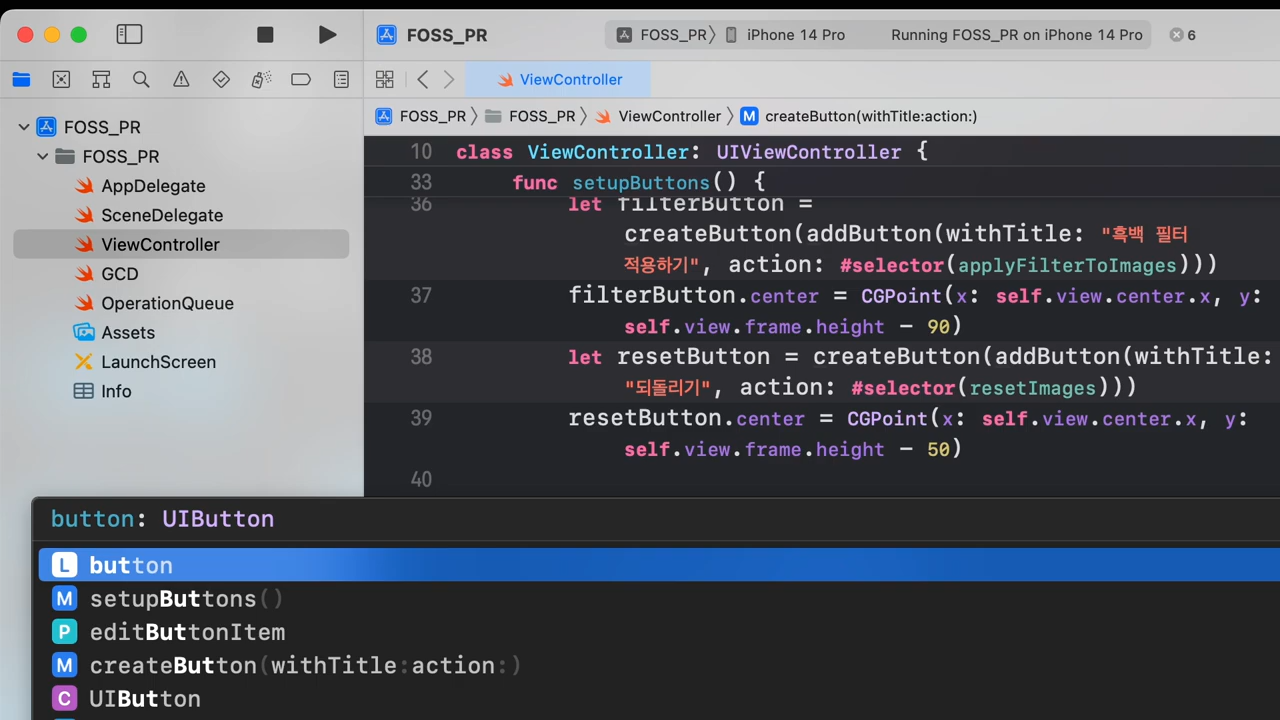 FOSS_PR
FOSS_PR〉 iPhone 14 Pro
Running FOSS_PR on iPhone 14 Pro
6
ViewController
FOSS_PR 〉 FOSS_PR 〉 ViewController 〉 M createButton(withTitle:action:)
FOSS_PR
FOSS_PR
AppDelegate
SceneDelegate
ViewController
GCD
OperationQueue
Assets
LaunchScreen
Info
10 class ViewController: UIViewController {
33 func setupButtons() {
36 let filterButton =
createButton(addButton(withTitle: "흑백 필터
적용하기", action: #selector(applyFilterToImages)))
37 filterButton.center = CGPoint(x: self.view.center.x, y:
self.view.frame.height - 90)
38 let resetButton = createButton(addButton(withTitle:
"되돌리기", action: #selector(resetImages)))
39 resetButton.center = CGPoint(x: self.view.center.x, y:
self.view.frame.height - 50)
40
button: UIButton
L button
M setupButtons()
P editButtonItem
M createButton(withTitle:action:)
C UIButton